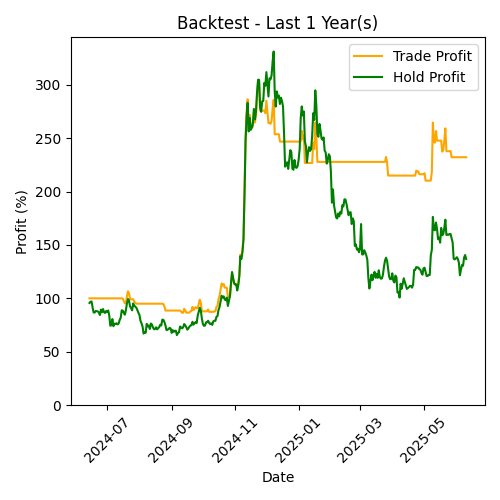 Backtest - Last 1 Year(s)
Trade Profit
Hold Profit
Profit (%)
300
250
200
150
100
50
0
2024-07
2024-09
2024-11
2025-01
2025-03
2025-05
Date